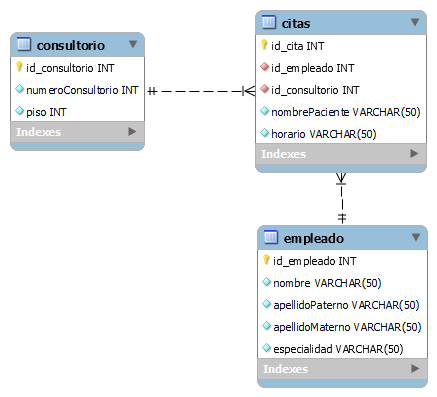 consultorio
id_consultorio INT
numeroConsultorio INT
piso INT
Indexes
citas
id_cita INT
id_empleado INT
id_consultorio INT
nombrePaciente VARCHAR(50)
horario VARCHAR(50)
Indexes
empleado
id_empleado INT
nombre VARCHAR(50)
apellidoPaterno VARCHAR(50)
apellidoMaterno VARCHAR(50)
especialidad VARCHAR(50)
Indexes